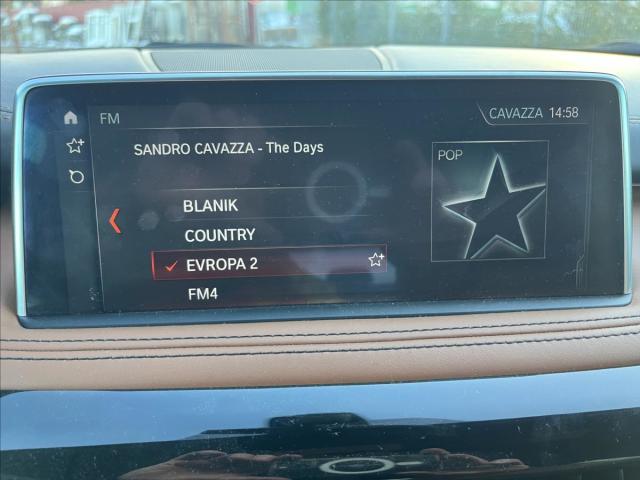 FM
CAVAZZA 14:58
SANDRO CAVAZZA - The Days
POP
BLANIK
COUNTRY
EVROPA 2
FM4